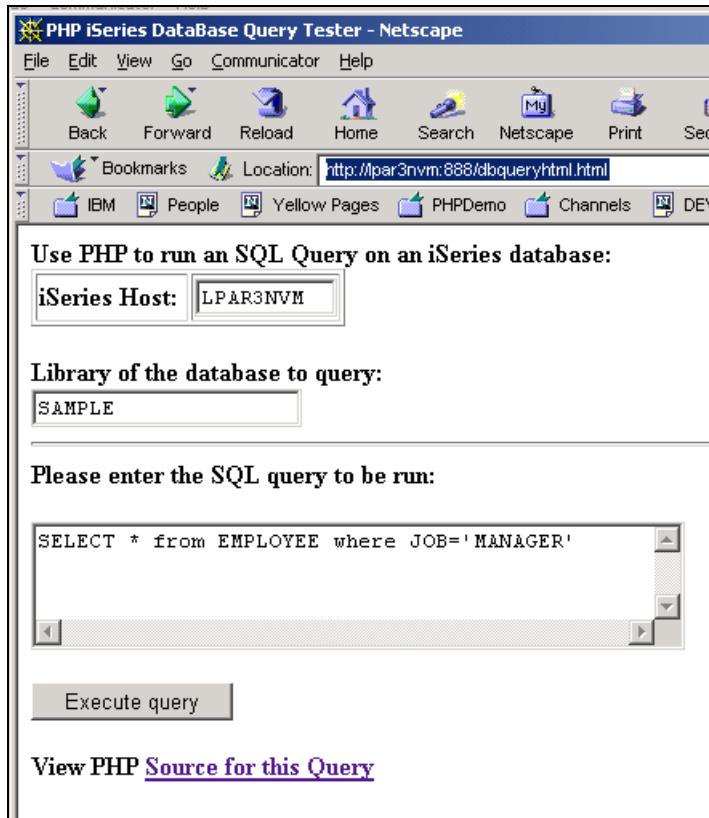 PHP iSeries DataBase Query Tester - Netscape
File Edit View Go Communicator Help
Back Forward Reload Home Search Netscape Print
My
Bookmarks Location: http://lpar3nvm:888/dbqueryhtml.html
IBM People Yellow Pages PHPDemo Channels
Use PHP to run an SQL Query on an iSeries database:
iSeries Host: LPAR3NVM
Library of the database to query:
SAMPLE
Please enter the SQL query to be run:
SELECT * from EMPLOYEE where JOB='MANAGER'
Execute query
View PHP Source for this Query